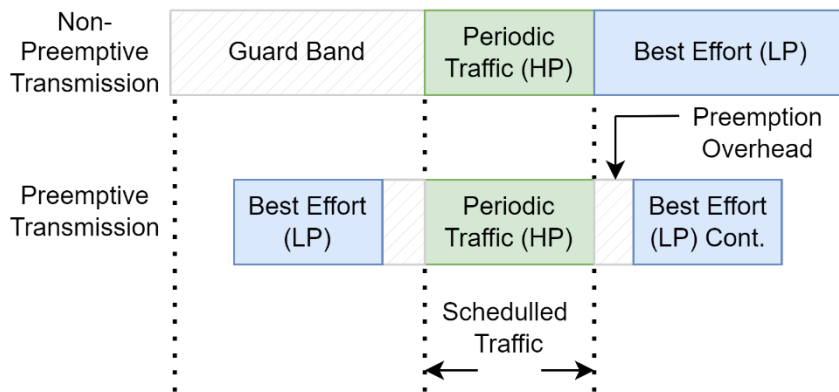 Non-
Preemptive
Transmission
Guard Band
Periodic
Traffic (HP)
Best Effort (LP)
Preemption
Overhead
Preemptive
Transmission
Best Effort
(LP)
Periodic
Traffic (HP)
Best Effort
(LP) Cont.
Schedulled
Traffic